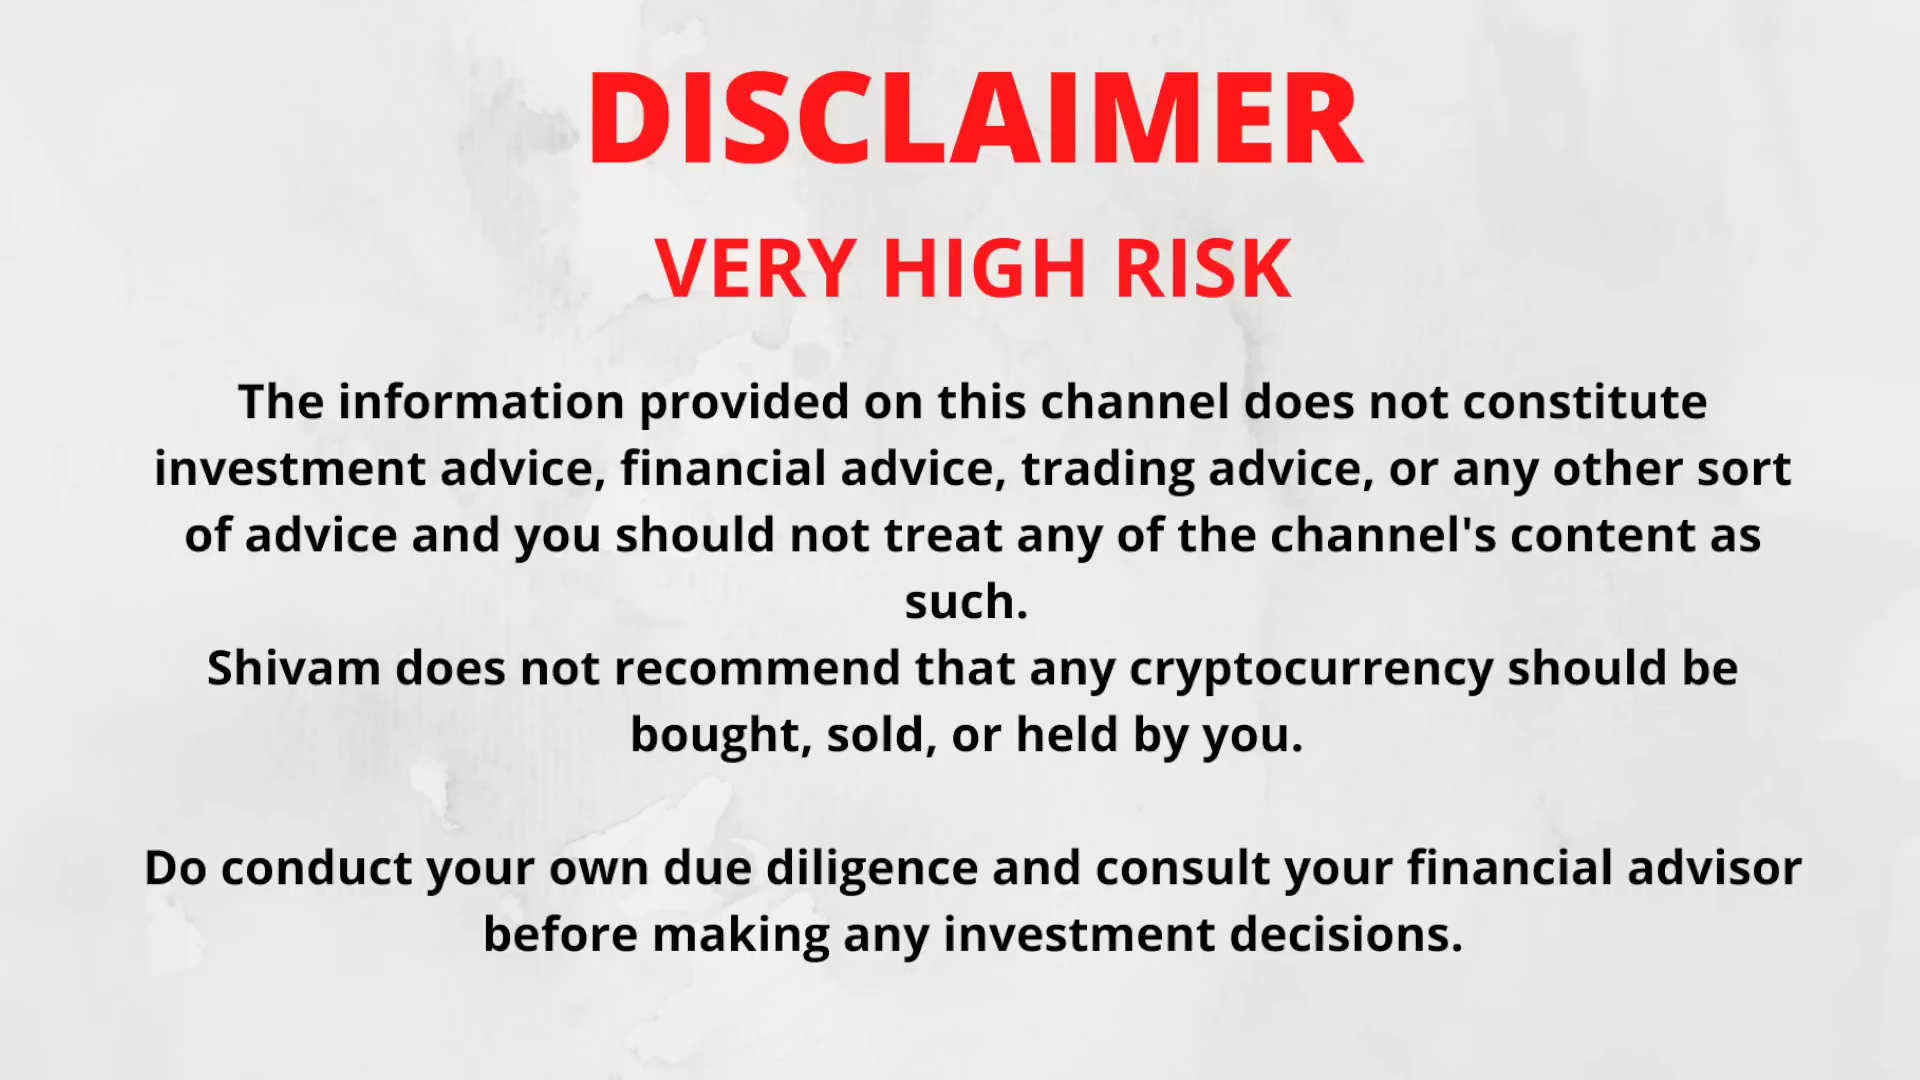 DISCLAIMER
VERY HIGH RISK
The information provided on this channel does not constitute
investment advice, financial advice, trading advice, or any other sort
of advice and you should not treat any of the channel's content as
such.
Shivam does not recommend that any cryptocurrency should be
bought, sold, or held by you.
Do conduct your own due diligence and consult your financial advisor
before making any investment decisions.